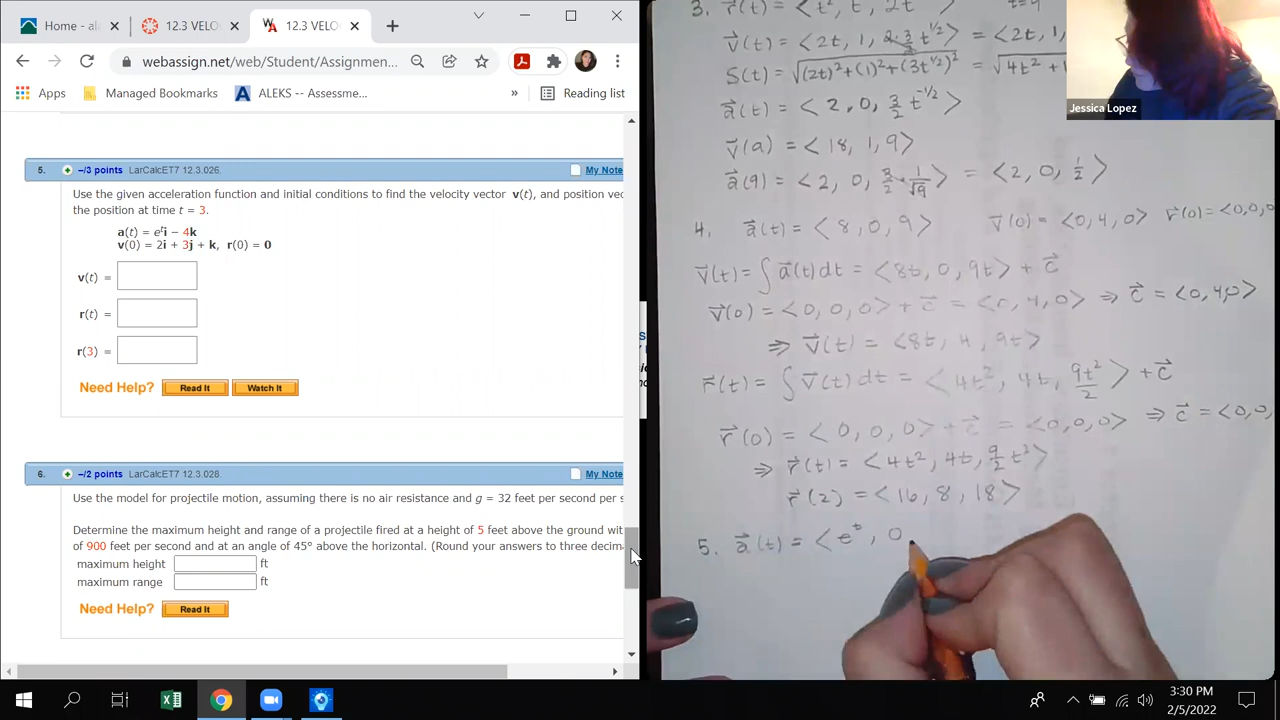 Home - al
12.3 VELO
12.3 VELO
webassign.net/web/Student/Assignmen...
Apps
Managed Bookmarks
ALEKS -- Assessme...
»
Reading list
5.
-/3 points
LarCalcET7 12.3.026.
My Note
Use the given acceleration function and initial conditions to find the velocity vector v(t), and position vec
the position at time t = 3.
a(t) = eᵗi − 4k
v(0) = 2i + 3j + k, r(0) = 0
v(t) =
r(t) =
r(3) =
Need Help?
Read It
Watch It
6.
-/2 points
LarCalcET7 12.3.028.
My Note
Use the model for projectile motion, assuming there is no air resistance and g = 32 feet per second per s
Determine the maximum height and range of a projectile fired at a height of 5 feet above the ground wit
of 900 feet per second and at an angle of 45° above the horizontal. (Round your answers to three decima
maximum height ft
maximum range ft
Need Help?
Read It
3. r⃗(t) = <t², t, 2t
v⃗(t) = <2t, 1, 2·3/2 t^1/2> = <2t, 1,
S(t) = √((2t)²+(1)²+(3t^1/2)²) = √(4t²+1
a⃗(t) = <2, 0, 3/2 t^-1/2>
v⃗(9) = <18, 1, 9>
a⃗(9) = <2, 0, 3/2·1/√9> = <2, 0, 1/2>
4. a⃗(t) = <8, 0, 9> v⃗(0) = <0, 4, 0> r⃗(0) = <0,0,0
v⃗(t) = ∫a⃗(t)dt = <8t, 0, 9t> + c⃗
v⃗(0) = <0, 0, 0> + c⃗ = <0, 4, 0> ⇒ c⃗ = <0,4,0>
⇒ v⃗(t) = <8t, 4, 9t>
r⃗(t) = ∫v⃗(t)dt = <4t², 4t, 9t²/2> + c⃗
r⃗(0) = <0, 0, 0> + c⃗ = <0, 0, 0> ⇒ c⃗ = <0,0,
⇒ r⃗(t) = <4t², 4t, 9/2 t²>
r⃗(2) = <16, 8, 18>
5. a⃗(t) = <eᵗ, 0
Jessica Lopez
3:30 PM
2/5/2022